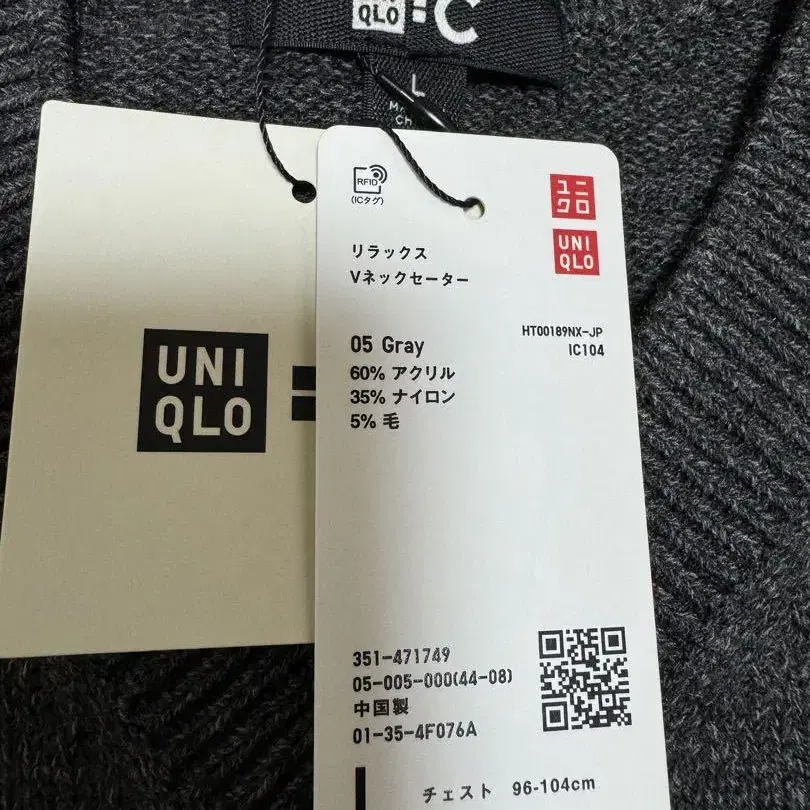 UNI
QLO
:C
L
UNI
QLO
:
RFID
(ICタグ)
ユニ
クロ
UNI
QLO
リラックス
Vネックセーター
HT00189NX-JP
IC104
05 Gray
60% アクリル
35% ナイロン
5% 毛
351-471749
05-005-000(44-08)
中国製
01-35-4F076A
チェスト 96-104cm